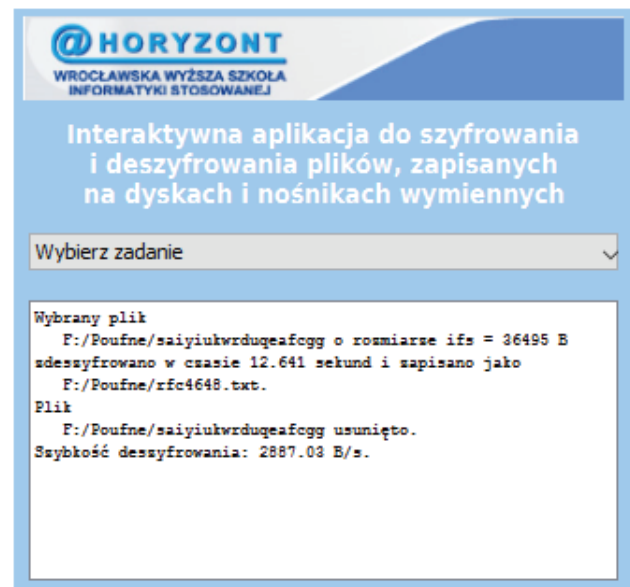 @HORYZONT
WROCŁAWSKA WYŻSZA SZKOŁA
INFORMATYKI STOSOWANEJ
Interaktywna aplikacja do szyfrowania
i deszyfrowania plików, zapisanych
na dyskach i nośnikach wymiennych
Wybierz zadanie
Wybrany plik
F:/Poufne/saiyiukwrduqeafcgg o rozmiarze ifs = 36495 B
zdeszyfrowano w czasie 12.641 sekund i zapisano jako
F:/Poufne/rfc4648.txt.
Plik
F:/Poufne/saiyiukwrduqeafcgg usunięto.
Szybkość deszyfrowania: 2887.03 B/s.